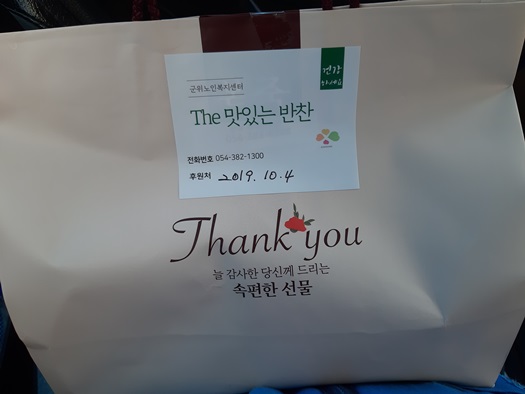 건강
군위노인복지센터
The 맛있는 반찬
전화번호 054-382-1300
후원처 2019. 10. 4
Thank you
늘 감사한 당신께 드리는
속편한 선물